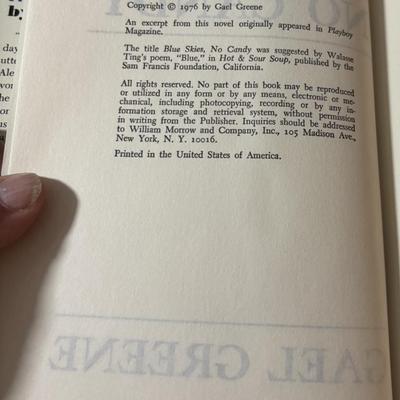 Copyright © 1976 by Gael Greene
An excerpt from this novel originally appeared in Playboy
Magazine.
The title Blue Skies, No Candy was suggested by Walasse
Ting's poem, "Blue," in Hot & Sour Soup, published by the
Sam Francis Foundation, California.
All rights reserved. No part of this book may be reproduced
or utilized in any form or by any means, electronic or me-
chanical, including photocopying, recording or by any in-
formation storage and retrieval system, without permission
in writing from the Publisher. Inquiries should be addressed
to William Morrow and Company, Inc., 105 Madison Ave.,
New York, N. Y. 10016.
Printed in the United States of America.
GAEL GREENE